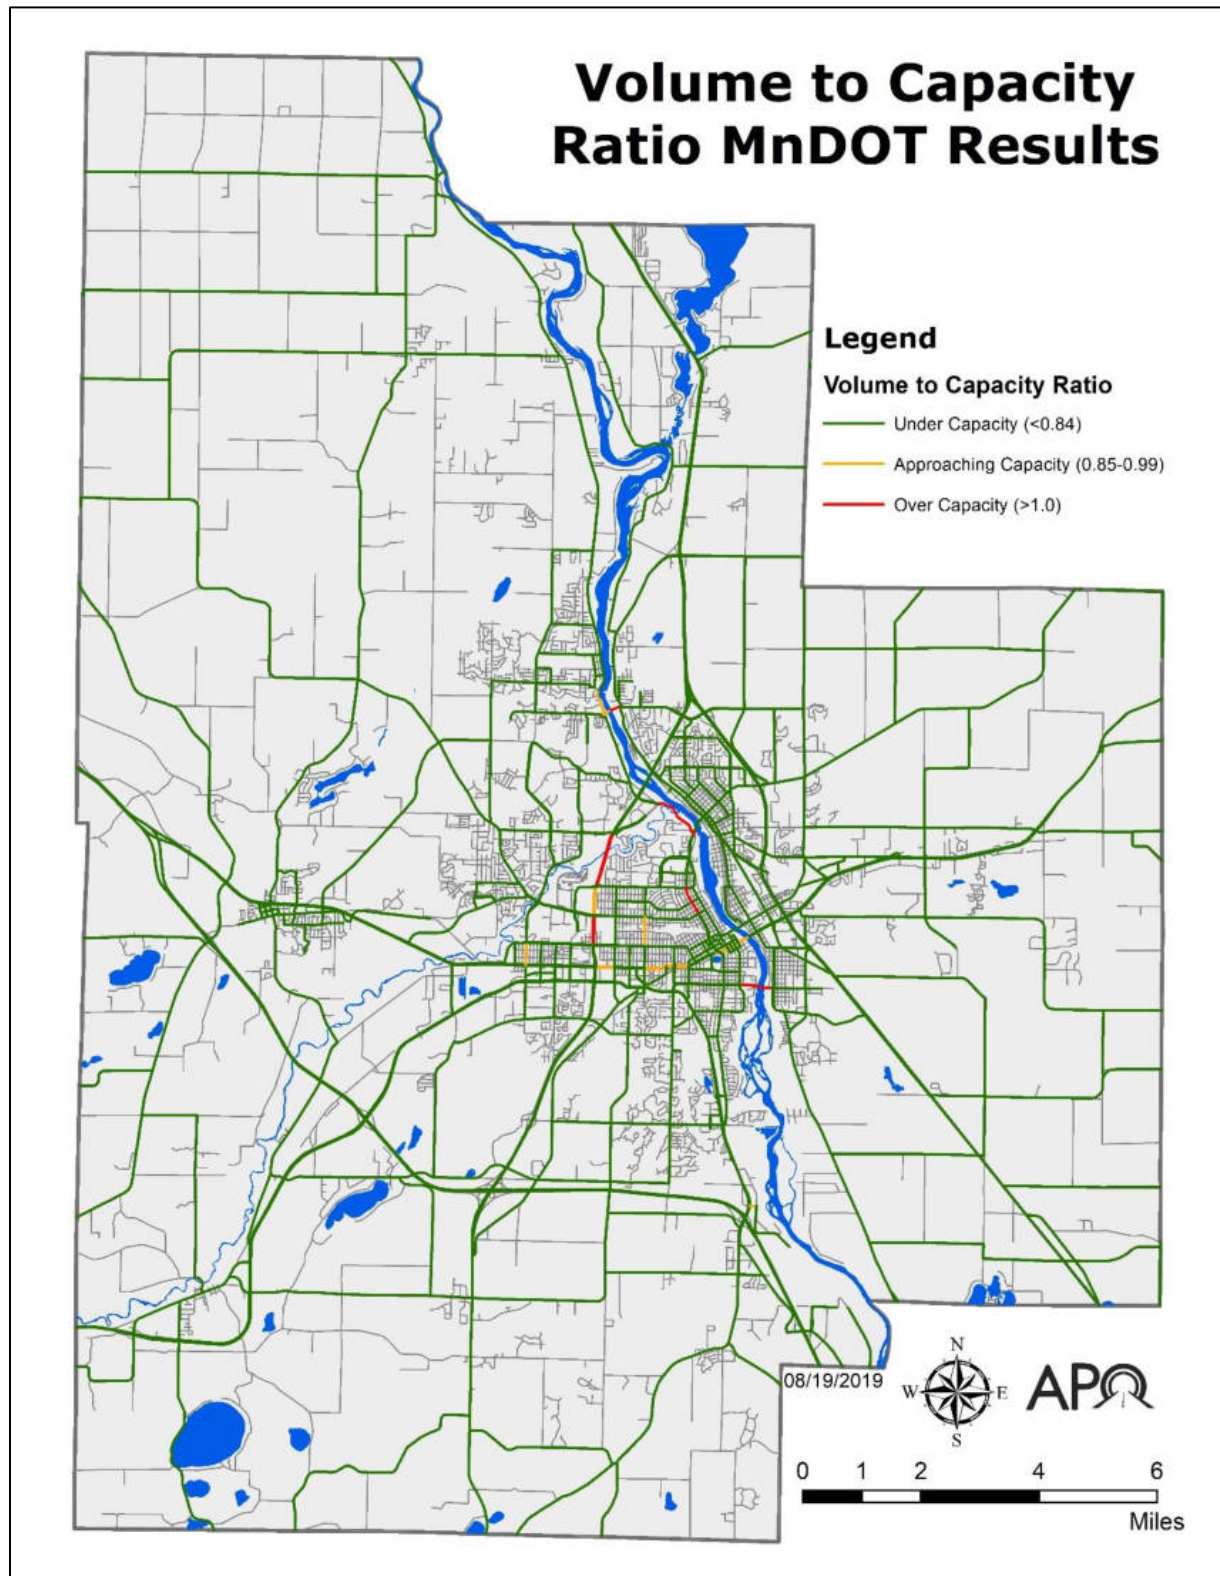 Volume to Capacity
Ratio MnDOT Results
Legend
Volume to Capacity Ratio
Under Capacity (<0.84)
Approaching Capacity (0.85-0.99)
Over Capacity (>1.0)
08/19/2019
N
W
E
S
APO
0 1 2 4 6
Miles